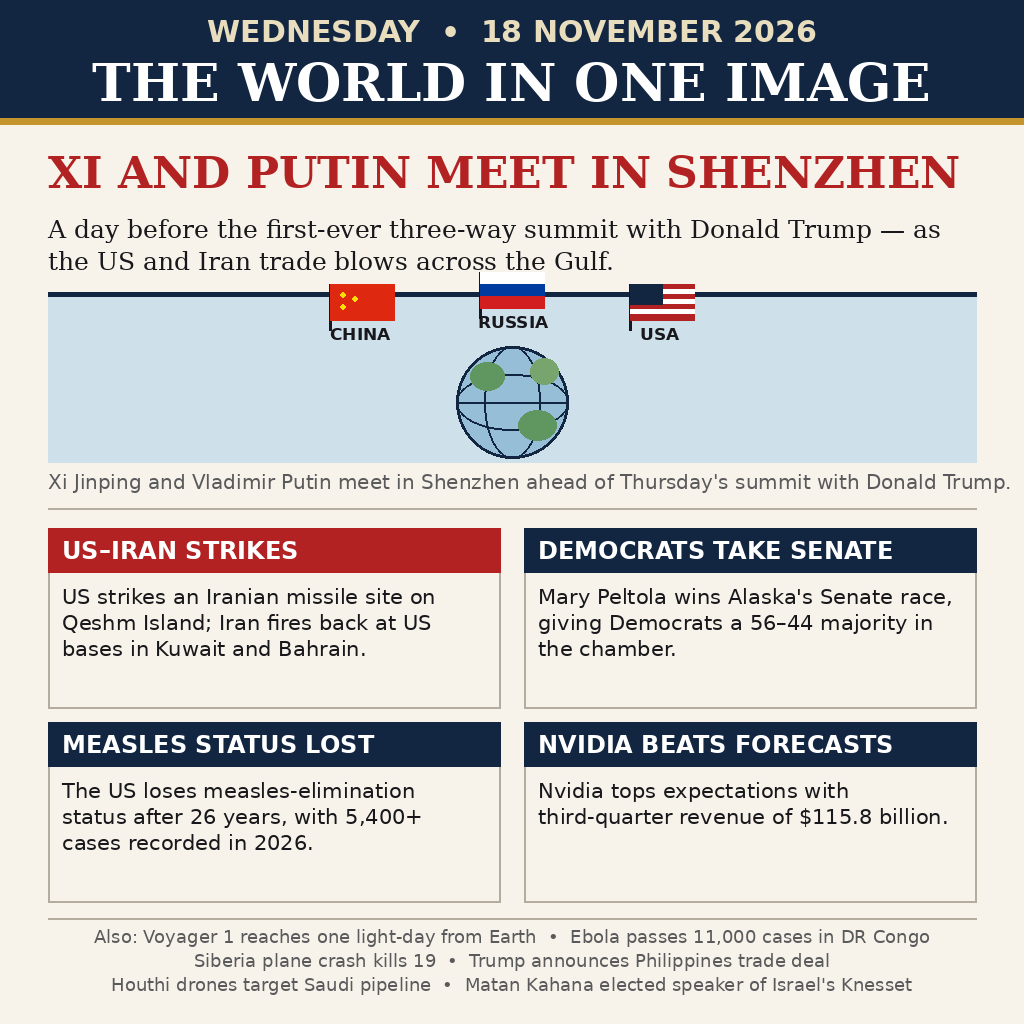 WEDNESDAY • 18 NOVEMBER 2026
THE WORLD IN ONE IMAGE
XI AND PUTIN MEET IN SHENZHEN
A day before the first-ever three-way summit with Donald Trump — as
the US and Iran trade blows across the Gulf.
CHINA
RUSSIA
USA
Xi Jinping and Vladimir Putin meet in Shenzhen ahead of Thursday's summit with Donald Trump.
US–IRAN STRIKES
US strikes an Iranian missile site on
Qeshm Island; Iran fires back at US
bases in Kuwait and Bahrain.
DEMOCRATS TAKE SENATE
Mary Peltola wins Alaska's Senate race,
giving Democrats a 56–44 majority in
the chamber.
MEASLES STATUS LOST
The US loses measles-elimination
status after 26 years, with 5,400+
cases recorded in 2026.
NVIDIA BEATS FORECASTS
Nvidia tops expectations with
third-quarter revenue of $115.8 billion.
Also: Voyager 1 reaches one light-day from Earth • Ebola passes 11,000 cases in DR Congo
Siberia plane crash kills 19 • Trump announces Philippines trade deal
Houthi drones target Saudi pipeline • Matan Kahana elected speaker of Israel's Knesset